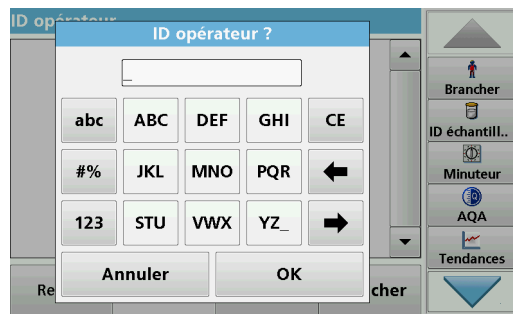 ID opérateur
ID opérateur ?
_
abc ABC DEF GHI CE
#% JKL MNO PQR
123 STU VWX YZ_
Annuler OK
Re cher
Brancher
ID échantill..
Minuteur
AQA
Tendances